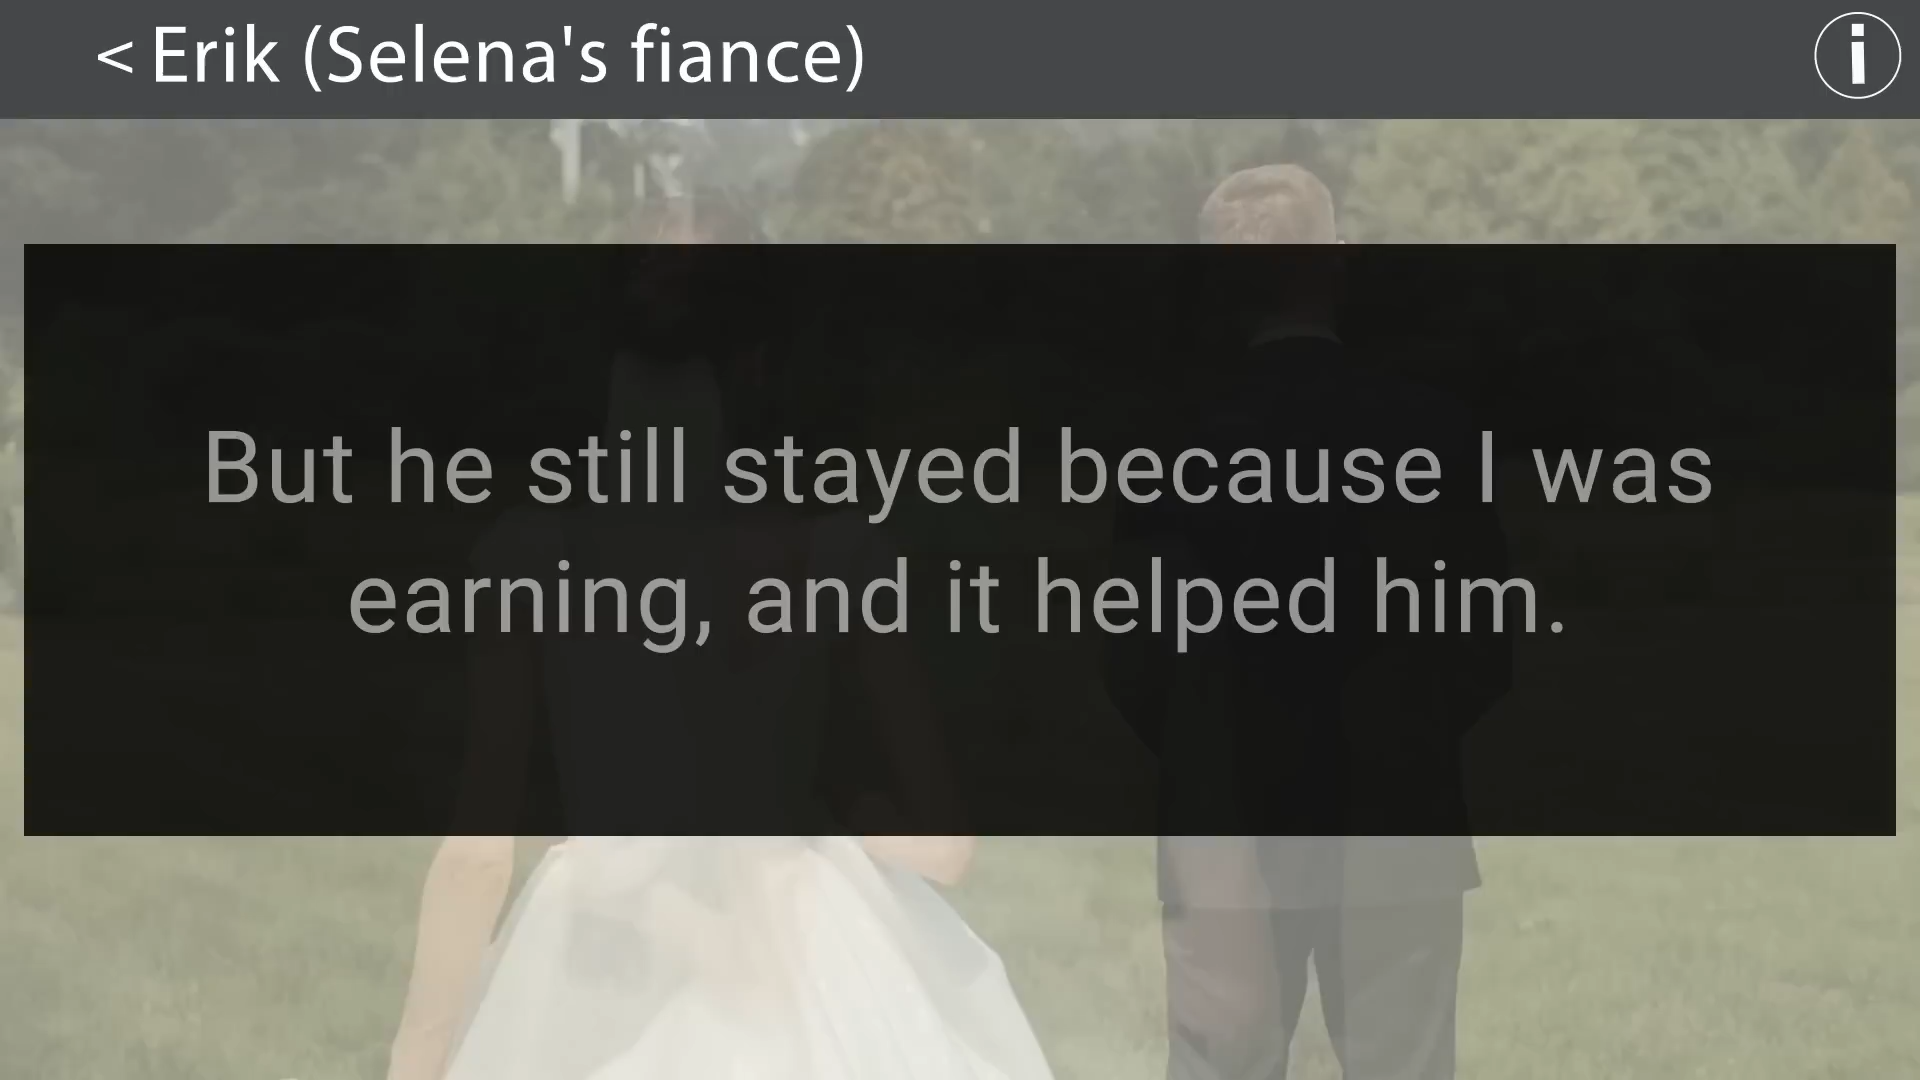 < Erik (Selena's fiance)
i
But he still stayed because I was
earning, and it helped him.